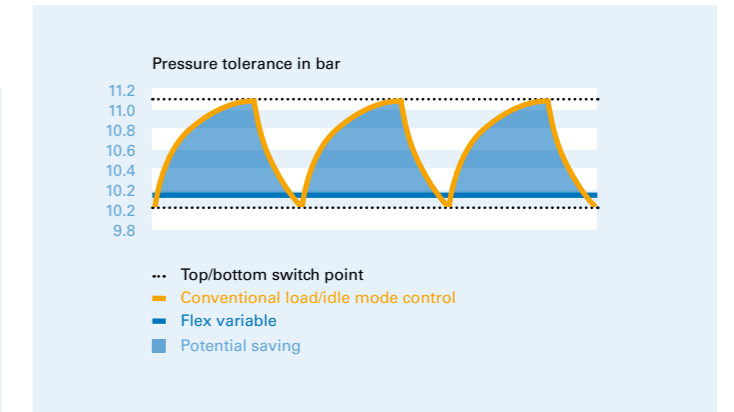 Pressure tolerance in bar
11.2
11.0
10.8
10.6
10.4
10.2
10.2
9.8
Top/bottom switch point
Conventional load/idle mode control
Flex variable
Potential saving